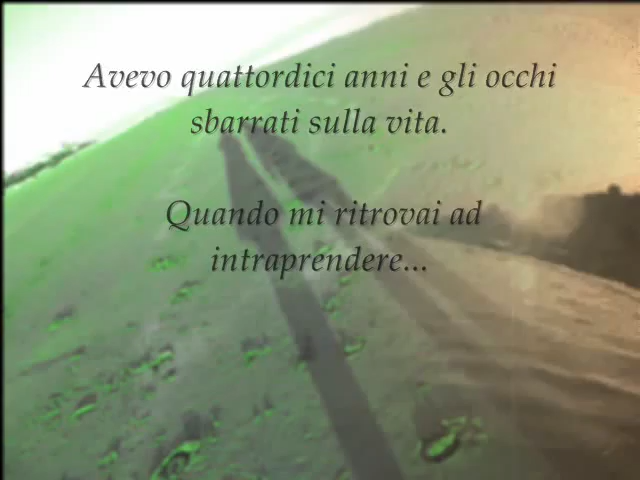 Avevo quattordici anni e gli occhi
sbarrati sulla vita.
Quando mi ritrovai ad
intraprendere...